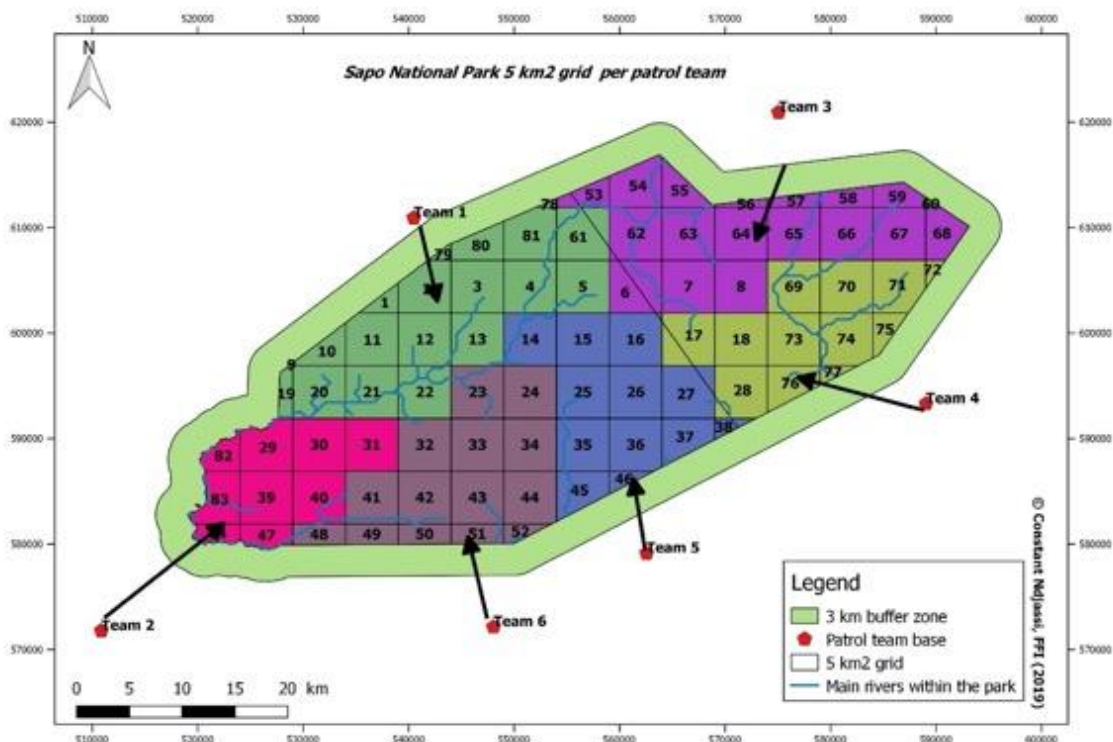 510000 520000 530000 540000 550000 560000 570000 580000 590000 600000
N
Sapo National Park 5 km2 grid per patrol team
Team 3
620000 620000
54
53 55 59
78 57 58
56 60
Team 1
610000 610000
79 80 81 61 62 63 64 65 66 67 68
72
1 3 4 5 6 7 8 69 70 71
600000 600000
10 11 12 13 14 15 16 17 18 73 74 75
9
19 20 21 22 23 24 25 26 27 28 76 77
Team 4
590000 590000
82 29 30 31 32 33 34 35 36 37 38
83 39 40 41 42 43 44 45 46
580000 580000
47 48 49 50 51 52
Team 5
Team 2
Team 6
570000 570000
Legend
3 km buffer zone
Patrol team base
5 km2 grid
Main rivers within the park
0 5 10 15 20 km
© Constant Ndjassi, FFI (2019)
510000 520000 530000 540000 550000 560000 570000 580000 590000 600000